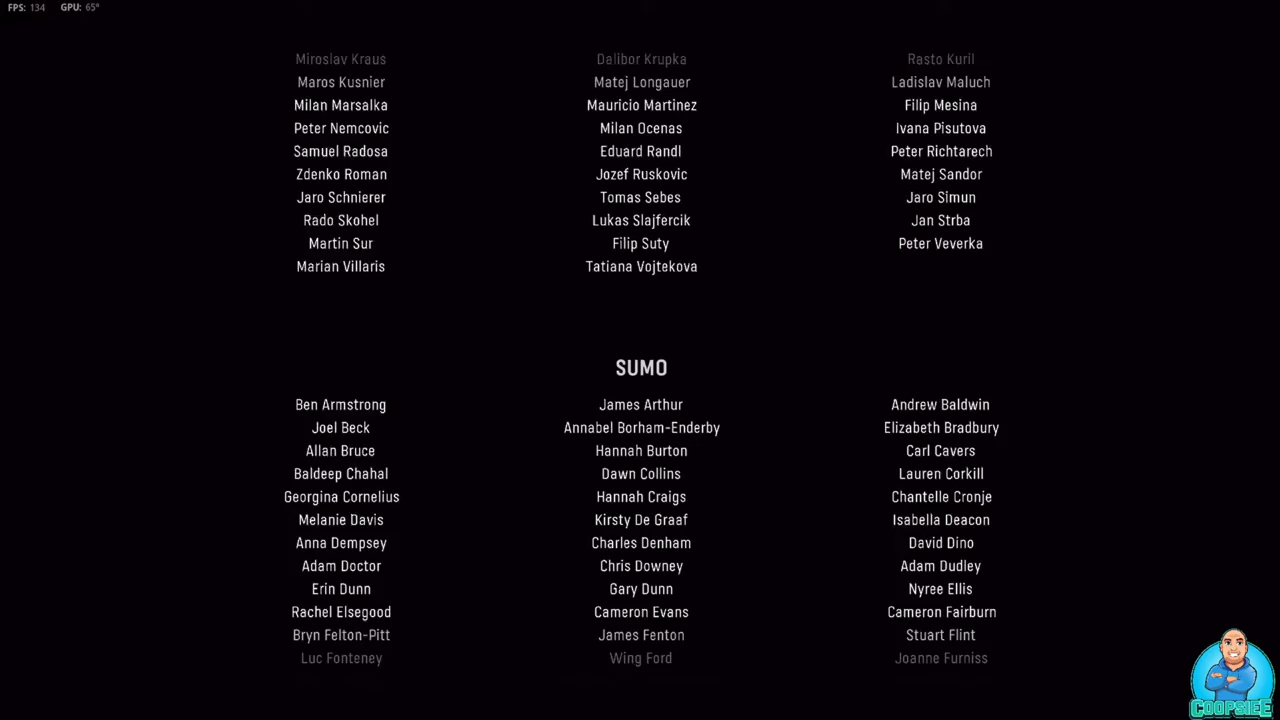 FPS: 134 GPU: 65°
Miroslav Kraus Dalibor Krupka Rasto Kuril
Maros Kusnier Matej Longauer Ladislav Maluch
Milan Marsalka Mauricio Martinez Filip Mesina
Peter Nemcovic Milan Ocenas Ivana Pisutova
Samuel Radosa Eduard Randl Peter Richtarech
Zdenko Roman Jozef Ruskovic Matej Sandor
Jaro Schnierer Tomas Sebes Jaro Simun
Rado Skohel Lukas Slajfercik Jan Strba
Martin Sur Filip Suty Peter Veverka
Marian Villaris Tatiana Vojtekova
SUMO
Ben Armstrong James Arthur Andrew Baldwin
Joel Beck Annabel Borham-Enderby Elizabeth Bradbury
Allan Bruce Hannah Burton Carl Cavers
Baldeep Chahal Dawn Collins Lauren Corkill
Georgina Cornelius Hannah Craigs Chantelle Cronje
Melanie Davis Kirsty De Graaf Isabella Deacon
Anna Dempsey Charles Denham David Dino
Adam Doctor Chris Downey Adam Dudley
Erin Dunn Gary Dunn Nyree Ellis
Rachel Elsegood Cameron Evans Cameron Fairburn
Bryn Felton-Pitt James Fenton Stuart Flint
Luc Fonteney Wing Ford Joanne Furniss
COOPSIEE